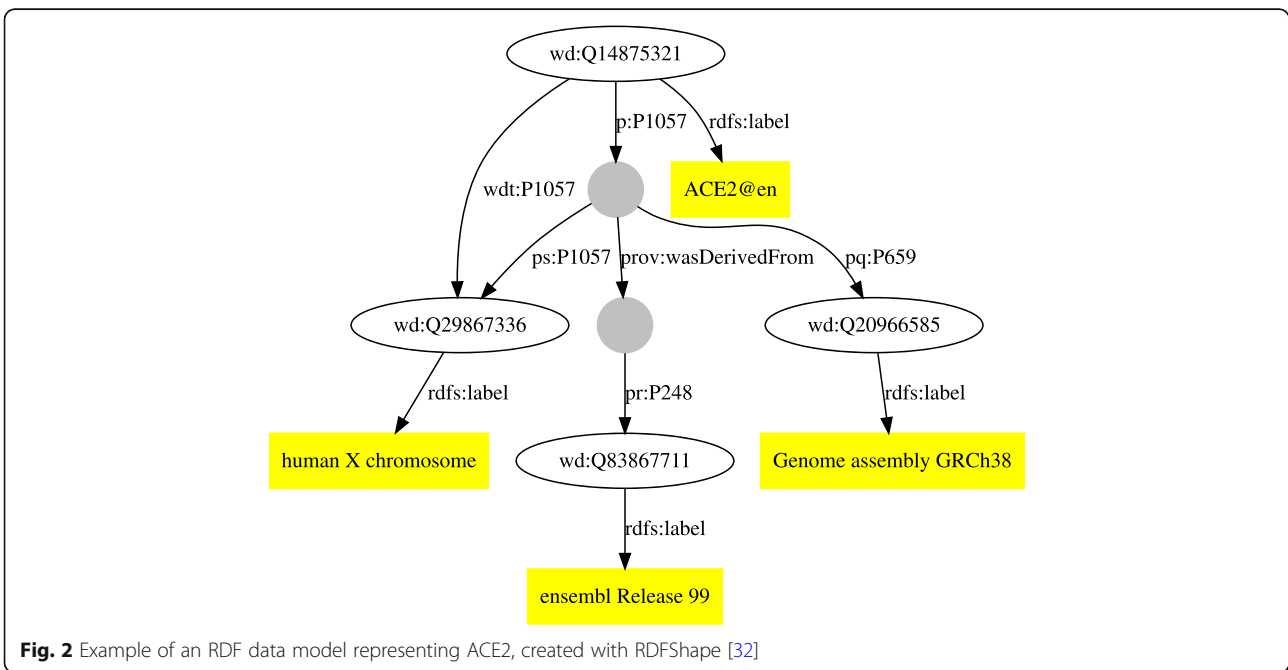 wd:Q14875321
p:P1057
rdfs:label
wdt:P1057
ACE2@en
ps:P1057
prov:wasDerivedFrom
pq:P659
wd:Q29867336
wd:Q20966585
rdfs:label
pr:P248
rdfs:label
human X chromosome
wd:Q83867711
Genome assembly GRCh38
rdfs:label
ensembl Release 99
Fig. 2 Example of an RDF data model representing ACE2, created with RDFShape [32]